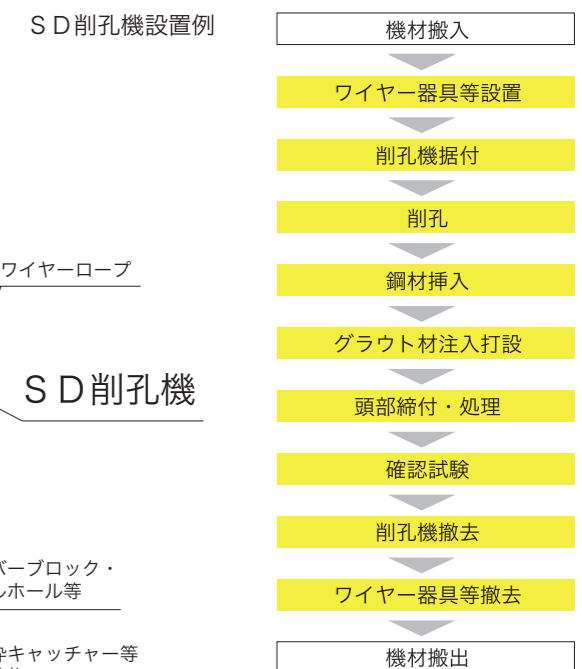 ＳＤ削孔機設置例
機材搬入
ワイヤー器具等設置
削孔機据付
削孔
ワイヤーロープ
鋼材挿入
グラウト材注入打設
ＳＤ削孔機
頭部締付・処理
確認試験
削孔機撤去
バーブロック・
ルホール等
ワイヤー器具等撤去
キャッチャー等
機材搬出